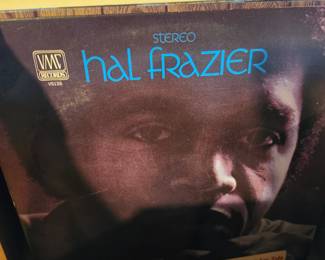 STEREO
VMC
RECORDS
hal frazier